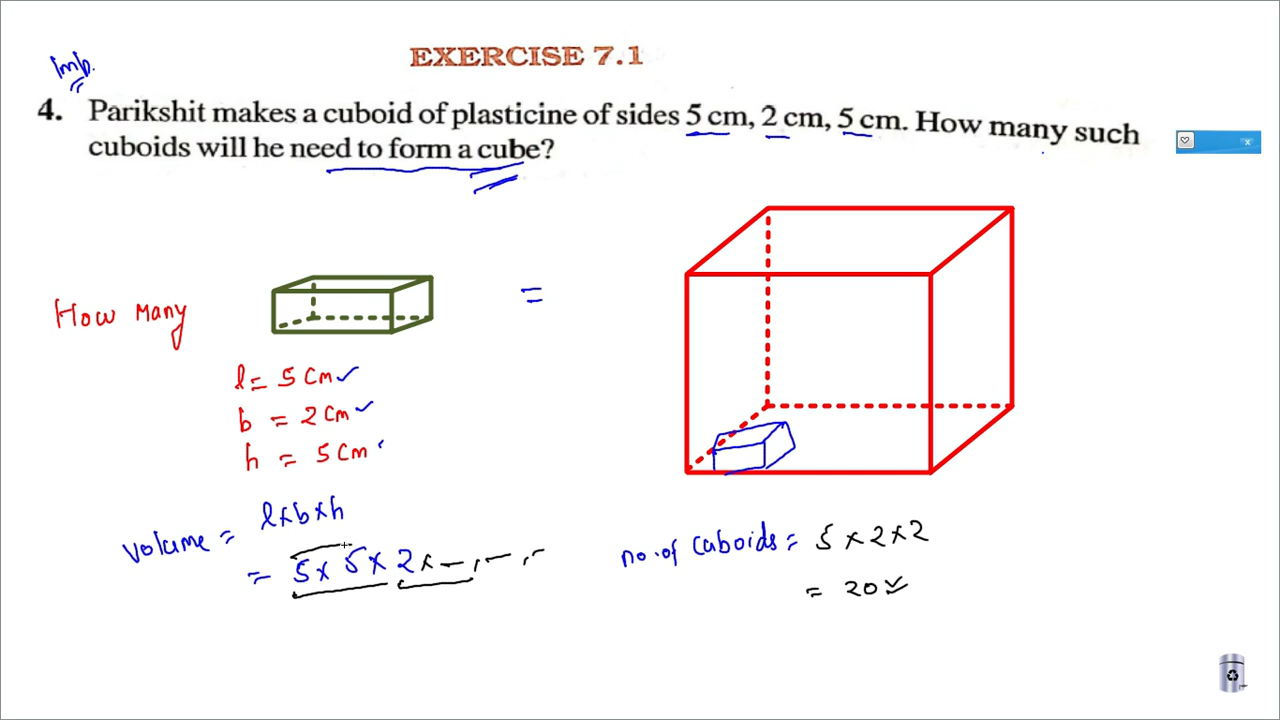 Imp.
EXERCISE 7.1
4. Parikshit makes a cuboid of plasticine of sides 5 cm, 2 cm, 5 cm. How many such
cuboids will he need to form a cube?
How Many
=
l = 5 cm ✓
b = 2 cm ✓
h = 5 cm
Volume = l×b×h
= 5 × 5 × 2 × -, -, -
no. of caboids = 5 × 2 × 2
= 20 ✓